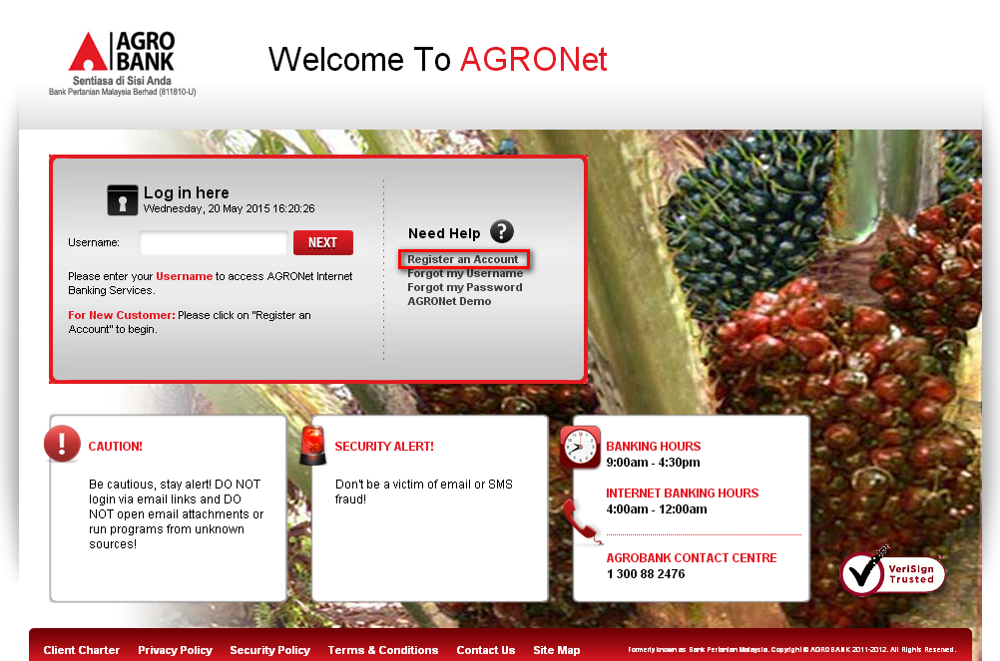 AGRO
BANK
Sentiasa di Sisi Anda
Bank Pertanian Malaysia Berhad (811810-U)
Welcome To AGRONet
Log in here
Wednesday, 20 May 2015 16:20:26
Username:
NEXT
Please enter your Username to access AGRONet Internet
Banking Services.
For New Customer: Please click on "Register an
Account" to begin.
Need Help ?
Register an Account
Forgot my Username
Forgot my Password
AGRONet Demo
!
CAUTION!
Be cautious, stay alert! DO NOT
login via email links and DO
NOT open email attachments or
run programs from unknown
sources!
SECURITY ALERT!
Don't be a victim of email or SMS
fraud!
BANKING HOURS
9:00am - 4:30pm
INTERNET BANKING HOURS
4:00am - 12:00am
AGROBANK CONTACT CENTRE
1 300 88 2476
VeriSign
Trusted
Client Charter Privacy Policy Security Policy Terms & Conditions Contact Us Site Map
Formerly known as Bank Pertanian Malaysia. Copyright © AGROBANK 2011-2012. All Rights Reserved.